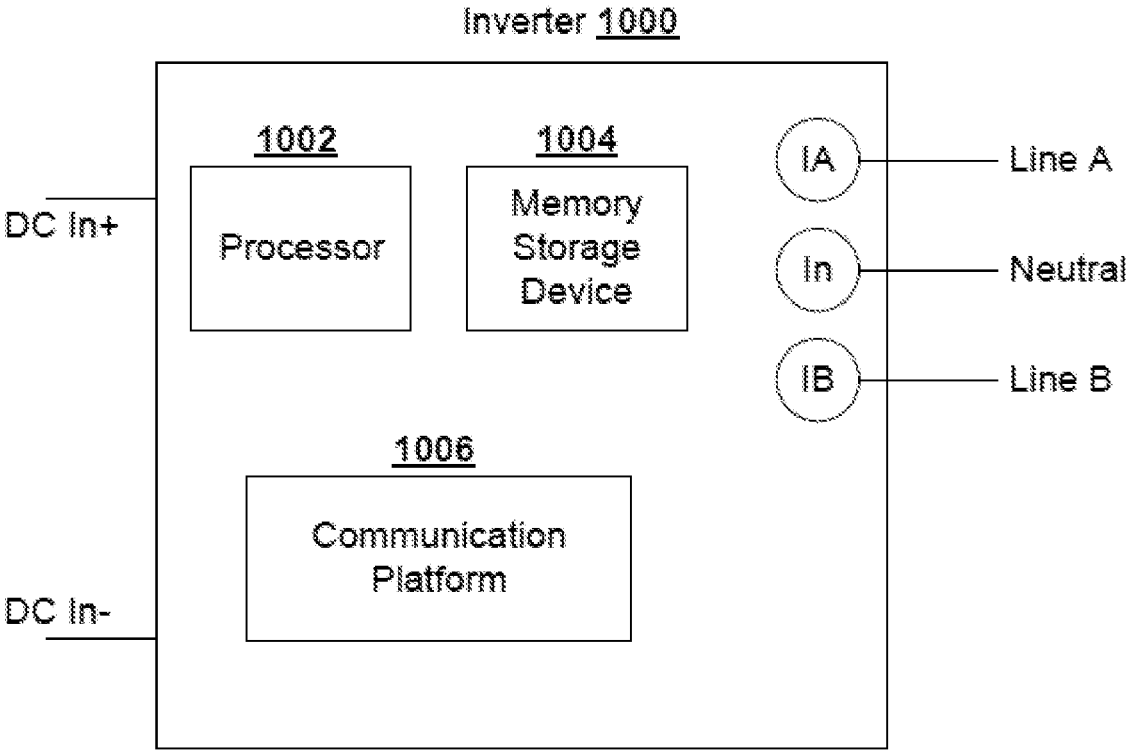 Inverter 1000
1002
1004
IA
Line A
DC In+
Processor
Memory
Storage
Device
In
Neutral
IB
Line B
1006
Communication
Platform
DC In-